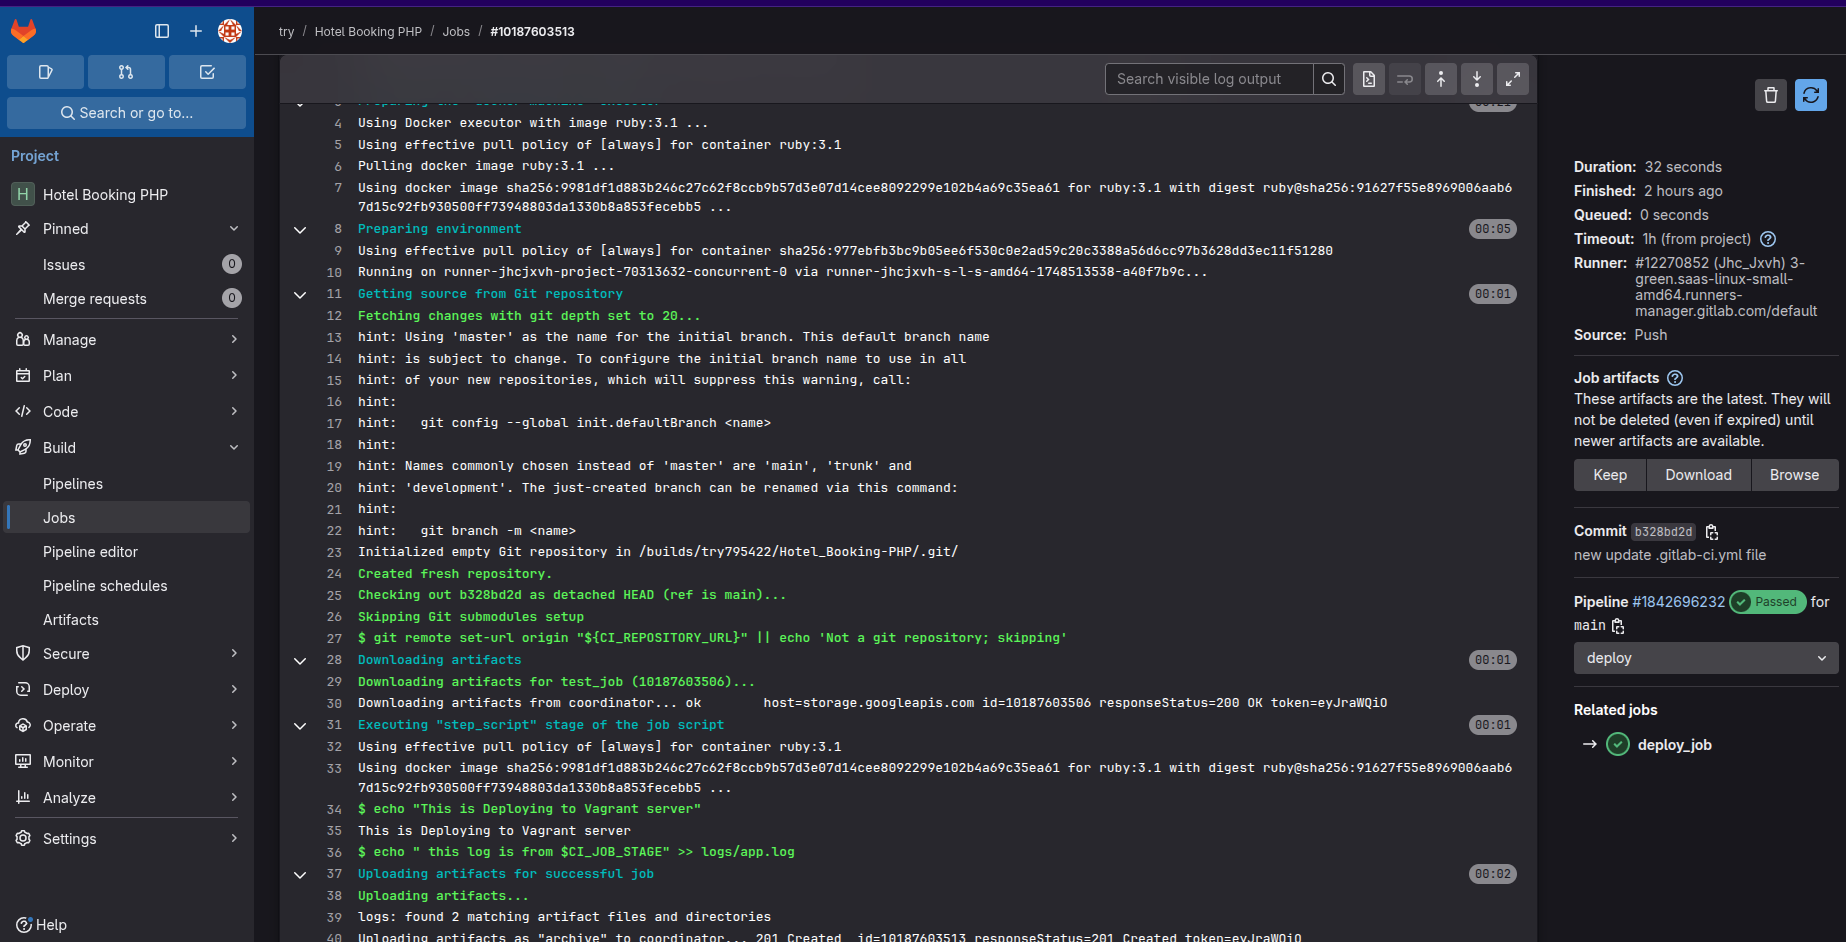 try / Hotel Booking PHP / Jobs / #10187603513
Search or go to...
Project
H Hotel Booking PHP
Pinned
Issues 0
Merge requests 0
Manage
Plan
Code
Build
Pipelines
Jobs
Pipeline editor
Pipeline schedules
Artifacts
Secure
Deploy
Operate
Monitor
Analyze
Settings
Help
Search visible log output
4 Using Docker executor with image ruby:3.1 ...
5 Using effective pull policy of [always] for container ruby:3.1
6 Pulling docker image ruby:3.1 ...
7 Using docker image sha256:9981df1d883b246c27c62f8ccb9b57d3e07d14cee8092299e102b4a69c35ea61 for ruby:3.1 with digest ruby@sha256:91627f55e8969006aab6
7d15c92fb930500ff73948803da1330b8a853fecebb5 ...
8 Preparing environment 00:05
9 Using effective pull policy of [always] for container sha256:977ebfb3bc9b05ee6f530c0e2ad59c20c3388a56d6cc97b3628dd3ec11f51280
10 Running on runner-jhcjxvh-project-70313632-concurrent-0 via runner-jhcjxvh-s-l-s-amd64-1748513538-a40f7b9c...
11 Getting source from Git repository 00:01
12 Fetching changes with git depth set to 20...
13 hint: Using 'master' as the name for the initial branch. This default branch name
14 hint: is subject to change. To configure the initial branch name to use in all
15 hint: of your new repositories, which will suppress this warning, call:
16 hint:
17 hint:   git config --global init.defaultBranch <name>
18 hint:
19 hint: Names commonly chosen instead of 'master' are 'main', 'trunk' and
20 hint: 'development'. The just-created branch can be renamed via this command:
21 hint:
22 hint:   git branch -m <name>
23 Initialized empty Git repository in /builds/try795422/Hotel_Booking-PHP/.git/
24 Created fresh repository.
25 Checking out b328bd2d as detached HEAD (ref is main)...
26 Skipping Git submodules setup
27 $ git remote set-url origin "${CI_REPOSITORY_URL}" || echo 'Not a git repository; skipping'
28 Downloading artifacts 00:01
29 Downloading artifacts for test_job (10187603506)...
30 Downloading artifacts from coordinator... ok        host=storage.googleapis.com id=10187603506 responseStatus=200 OK token=eyJraWQiO
31 Executing "step_script" stage of the job script 00:01
32 Using effective pull policy of [always] for container ruby:3.1
33 Using docker image sha256:9981df1d883b246c27c62f8ccb9b57d3e07d14cee8092299e102b4a69c35ea61 for ruby:3.1 with digest ruby@sha256:91627f55e8969006aab6
7d15c92fb930500ff73948803da1330b8a853fecebb5 ...
34 $ echo "This is Deploying to Vagrant server"
35 This is Deploying to Vagrant server
36 $ echo " this log is from $CI_JOB_STAGE" >> logs/app.log
37 Uploading artifacts for successful job 00:02
38 Uploading artifacts...
39 logs: found 2 matching artifact files and directories
40 Uploading artifacts as "archive" to coordinator... 201 Created  id=10187603513 responseStatus=201 Created token=eyJraWQiO
Duration: 32 seconds
Finished: 2 hours ago
Queued: 0 seconds
Timeout: 1h (from project)
Runner: #12270852 (Jhc_Jxvh) 3-
green.saas-linux-small-
amd64.runners-
manager.gitlab.com/default
Source: Push
Job artifacts
These artifacts are the latest. They will
not be deleted (even if expired) until
newer artifacts are available.
Keep Download Browse
Commit b328bd2d
new update .gitlab-ci.yml file
Pipeline #1842696232 Passed for
main
deploy
Related jobs
deploy_job